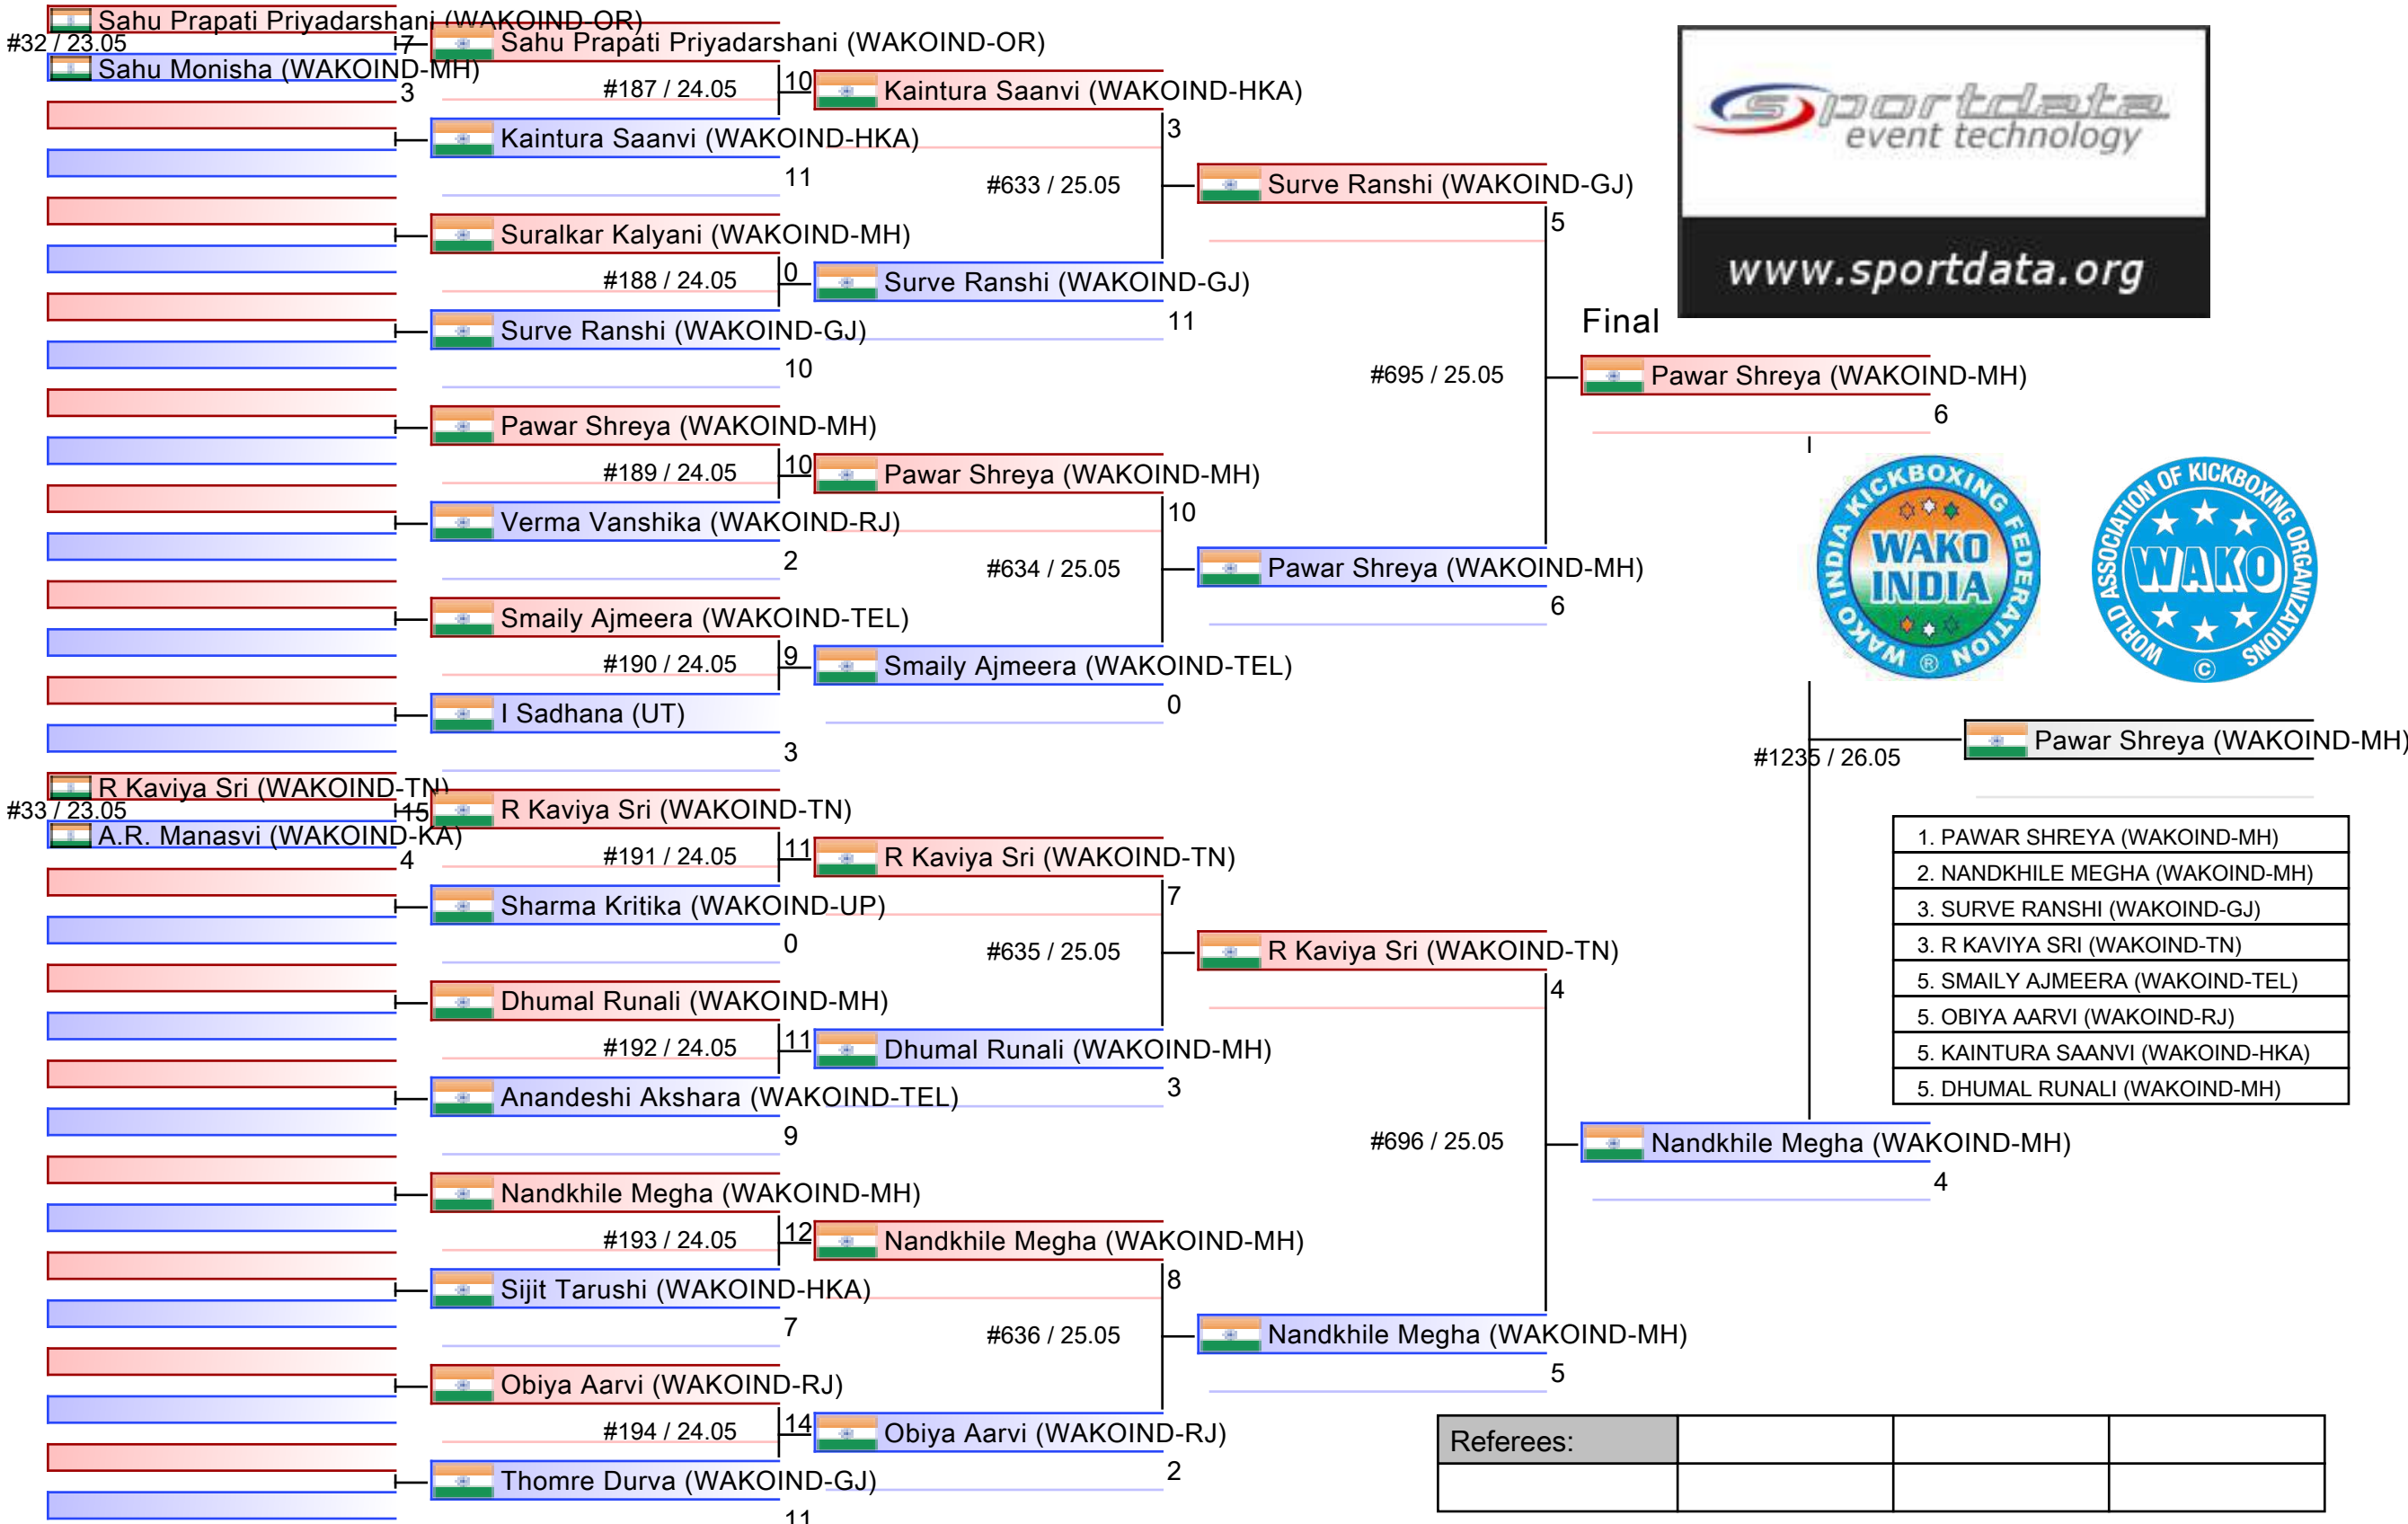 Sahu Prapati Priyadarshani (WAKOIND-OR)
#32 / 23.05
7
Sahu Monisha (WAKOIND-MH)
3
R Kaviya Sri (WAKOIND-TN)
#33 / 23.05
15
A.R. Manasvi (WAKOIND-KA)
4
Sahu Prapati Priyadarshani (WAKOIND-OR)
#187 / 24.05
10
Kaintura Saanvi (WAKOIND-HKA)
11
Suralkar Kalyani (WAKOIND-MH)
#188 / 24.05
0
Surve Ranshi (WAKOIND-GJ)
10
Pawar Shreya (WAKOIND-MH)
#189 / 24.05
10
Verma Vanshika (WAKOIND-RJ)
2
Smaily Ajmeera (WAKOIND-TEL)
#190 / 24.05
9
I Sadhana (UT)
3
R Kaviya Sri (WAKOIND-TN)
#191 / 24.05
11
Sharma Kritika (WAKOIND-UP)
0
Dhumal Runali (WAKOIND-MH)
#192 / 24.05
11
Anandeshi Akshara (WAKOIND-TEL)
9
Nandkhile Megha (WAKOIND-MH)
#193 / 24.05
12
Sijit Tarushi (WAKOIND-HKA)
7
Obiya Aarvi (WAKOIND-RJ)
#194 / 24.05
14
Thomre Durva (WAKOIND-GJ)
11
Kaintura Saanvi (WAKOIND-HKA)
3
#633 / 25.05
Surve Ranshi (WAKOIND-GJ)
11
Pawar Shreya (WAKOIND-MH)
10
#634 / 25.05
Smaily Ajmeera (WAKOIND-TEL)
0
R Kaviya Sri (WAKOIND-TN)
7
#635 / 25.05
Dhumal Runali (WAKOIND-MH)
3
Nandkhile Megha (WAKOIND-MH)
8
#636 / 25.05
Obiya Aarvi (WAKOIND-RJ)
2
Surve Ranshi (WAKOIND-GJ)
5
#695 / 25.05
Pawar Shreya (WAKOIND-MH)
6
R Kaviya Sri (WAKOIND-TN)
4
#696 / 25.05
Nandkhile Megha (WAKOIND-MH)
5
Final
Pawar Shreya (WAKOIND-MH)
6
#1235 / 26.05
Nandkhile Megha (WAKOIND-MH)
4
Pawar Shreya (WAKOIND-MH)
sportdata
event technology
www.sportdata.org
WAKO INDIA KICKBOXING FEDERATION
WAKO
INDIA
®
WORLD ASSOCIATION OF KICKBOXING ORGANIZATIONS
WAKO
©
1. PAWAR SHREYA (WAKOIND-MH)
2. NANDKHILE MEGHA (WAKOIND-MH)
3. SURVE RANSHI (WAKOIND-GJ)
3. R KAVIYA SRI (WAKOIND-TN)
5. SMAILY AJMEERA (WAKOIND-TEL)
5. OBIYA AARVI (WAKOIND-RJ)
5. KAINTURA SAANVI (WAKOIND-HKA)
5. DHUMAL RUNALI (WAKOIND-MH)
Referees: